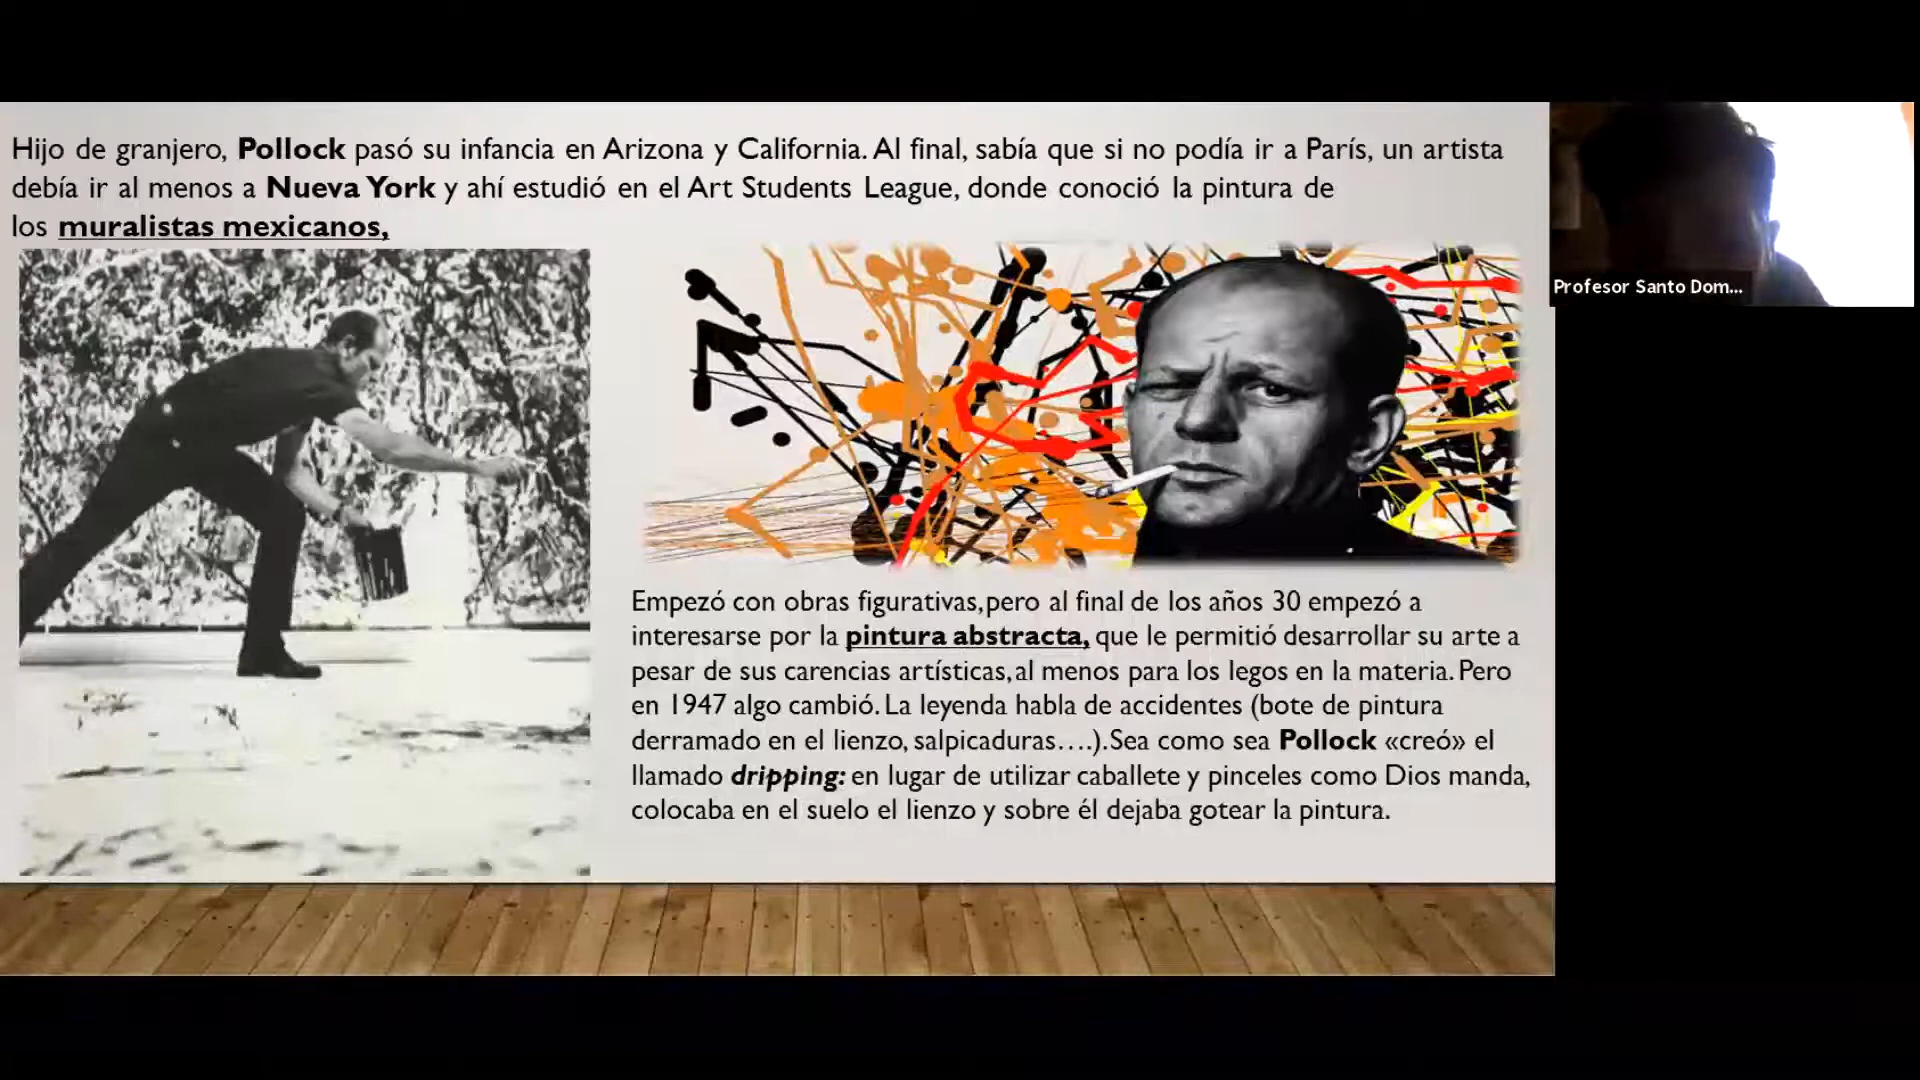 Hijo de granjero, Pollock pasó su infancia en Arizona y California. Al final, sabía que si no podía ir a París, un artista
debía ir al menos a Nueva York y ahí estudió en el Art Students League, donde conoció la pintura de
los muralistas mexicanos,
Profesor Santo Dom...
Empezó con obras figurativas,pero al final de los años 30 empezó a
interesarse por la pintura abstracta, que le permitió desarrollar su arte a
pesar de sus carencias artísticas, al menos para los legos en la materia. Pero
en 1947 algo cambió. La leyenda habla de accidentes (bote de pintura
derramado en el lienzo, salpicaduras….).Sea como sea Pollock «creó» el
llamado dripping: en lugar de utilizar caballete y pinceles como Dios manda,
colocaba en el suelo el lienzo y sobre él dejaba gotear la pintura.